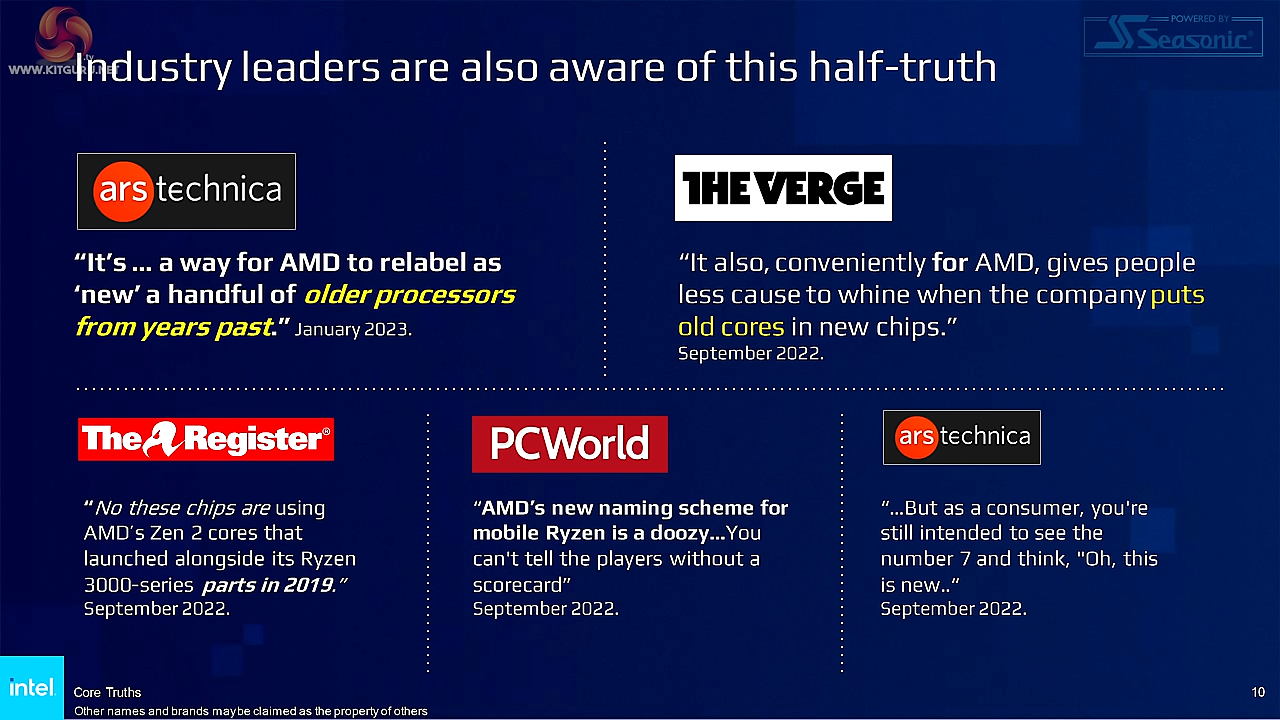 POWERED BY
Seasonic®
WWW.KITGURU.NET
Industry leaders are also aware of this half-truth
ars technica
“It’s ... a way for AMD to relabel as
‘new’ a handful of older processors
from years past.” January 2023.
THE VERGE
“It also, conveniently for AMD, gives people
less cause to whine when the company puts
old cores in new chips.”
September 2022.
The Register®
“No these chips are using
AMD’s Zen 2 cores that
launched alongside its Ryzen
3000-series parts in 2019.”
September 2022.
PCWorld
“AMD’s new naming scheme for
mobile Ryzen is a doozy...You
can't tell the players without a
scorecard”
September 2022.
ars technica
“...But as a consumer, you're
still intended to see the
number 7 and think, "Oh, this
is new..“
September 2022.
intel
Core Truths
Other names and brands may be claimed as the property of others
10